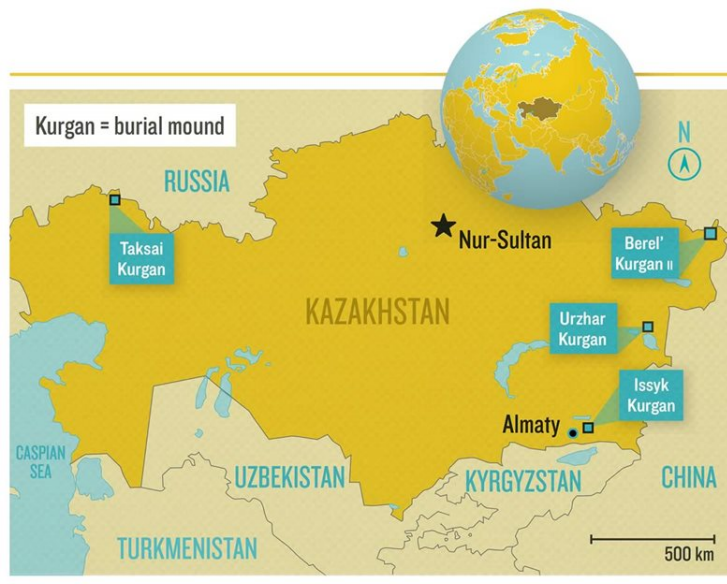 Kurgan = burial mound
N
RUSSIA
Nur-Sultan
Taksai
Kurgan
Berel’
Kurgan II
KAZAKHSTAN
Urzhar
Kurgan
Issyk
Kurgan
Almaty
CASPIAN
SEA
UZBEKISTAN
KYRGYZSTAN
CHINA
TURKMENISTAN
500 km